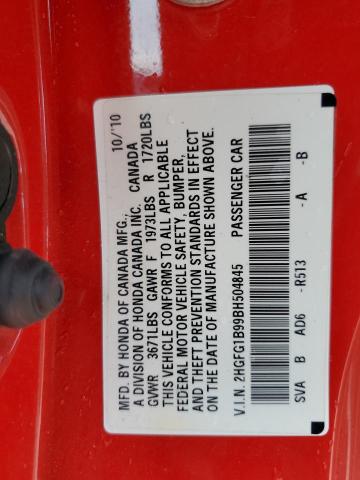 MFD. BY HONDA OF CANADA MFG., 10/'10
A DIVISION OF HONDA CANADA INC. CANADA
GVWR 3671LBS GAWR F 1973LBS R 1720LBS
THIS VEHICLE CONFORMS TO ALL APPLICABLE
FEDERAL MOTOR VEHICLE SAFETY, BUMPER,
AND THEFT PREVENTION STANDARDS IN EFFECT
ON THE DATE OF MANUFACTURE SHOWN ABOVE.
V.I.N. 2HGFG1B99BH504845 PASSENGER CAR
SVA B AD6 -R513 -A -B